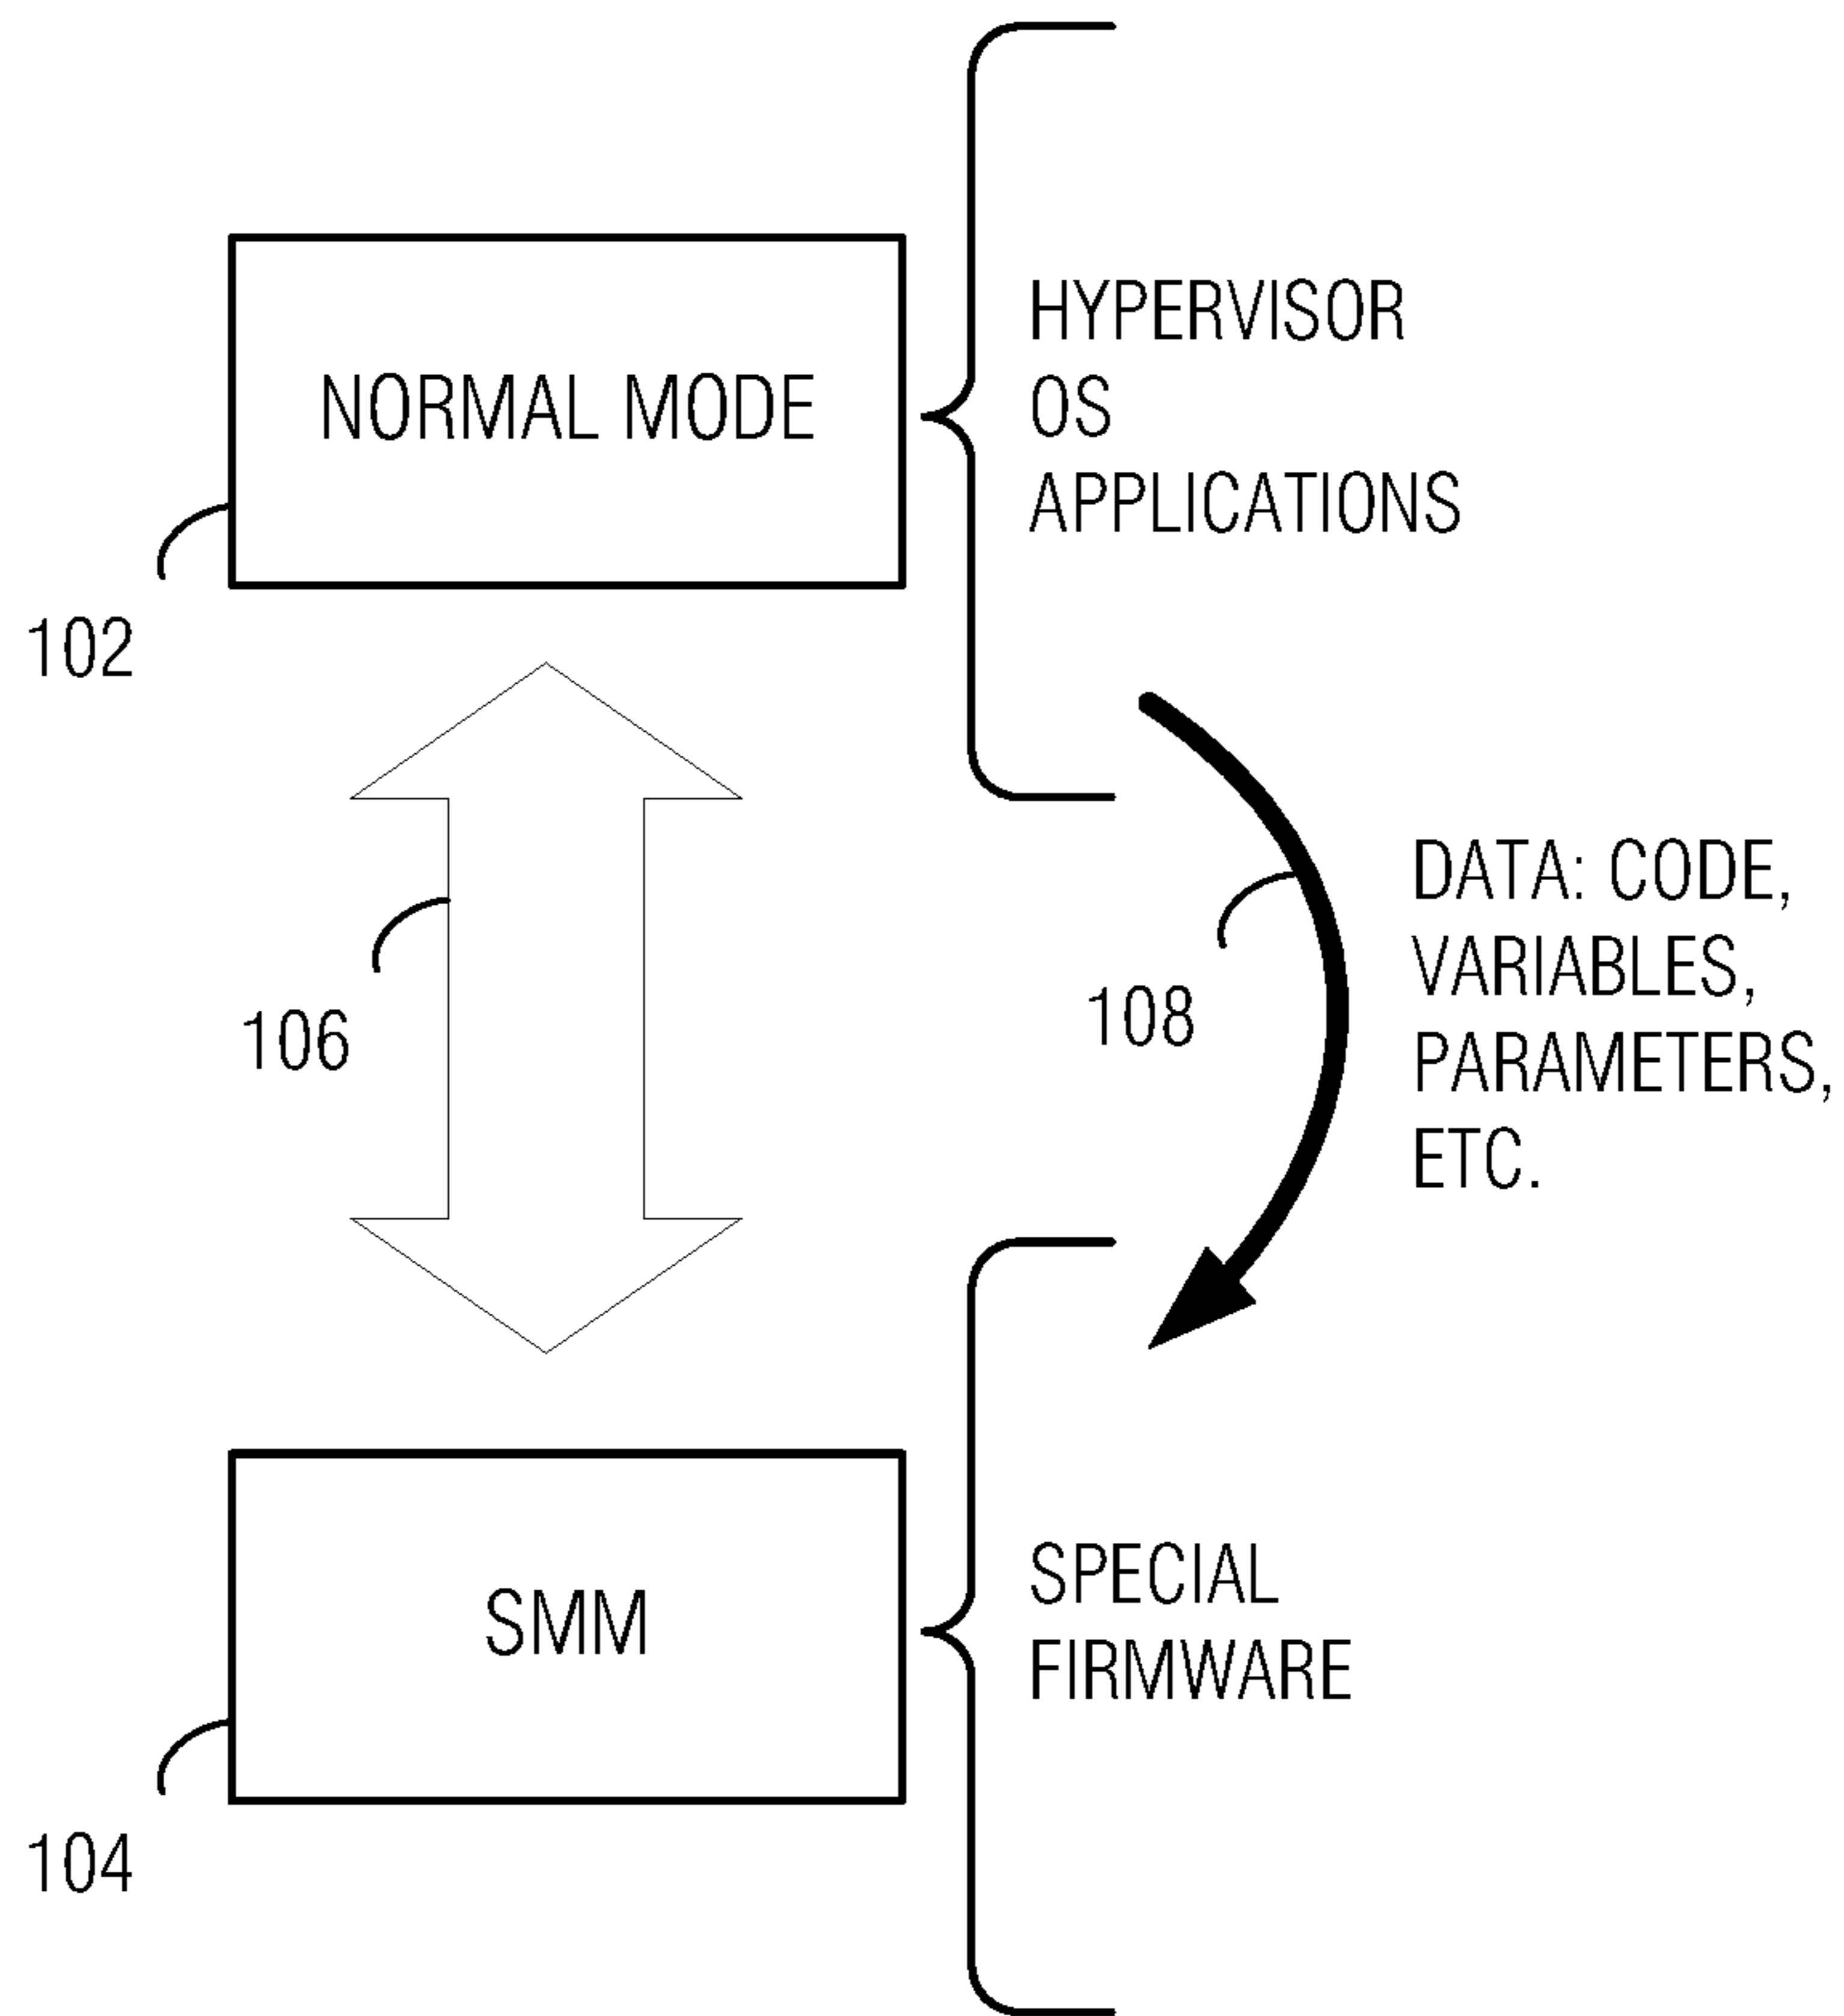 HYPERVISOR
OS
APPLICATIONS
NORMAL MODE
102
106
108
DATA: CODE,
VARIABLES,
PARAMETERS,
ETC.
SMM
SPECIAL
FIRMWARE
104